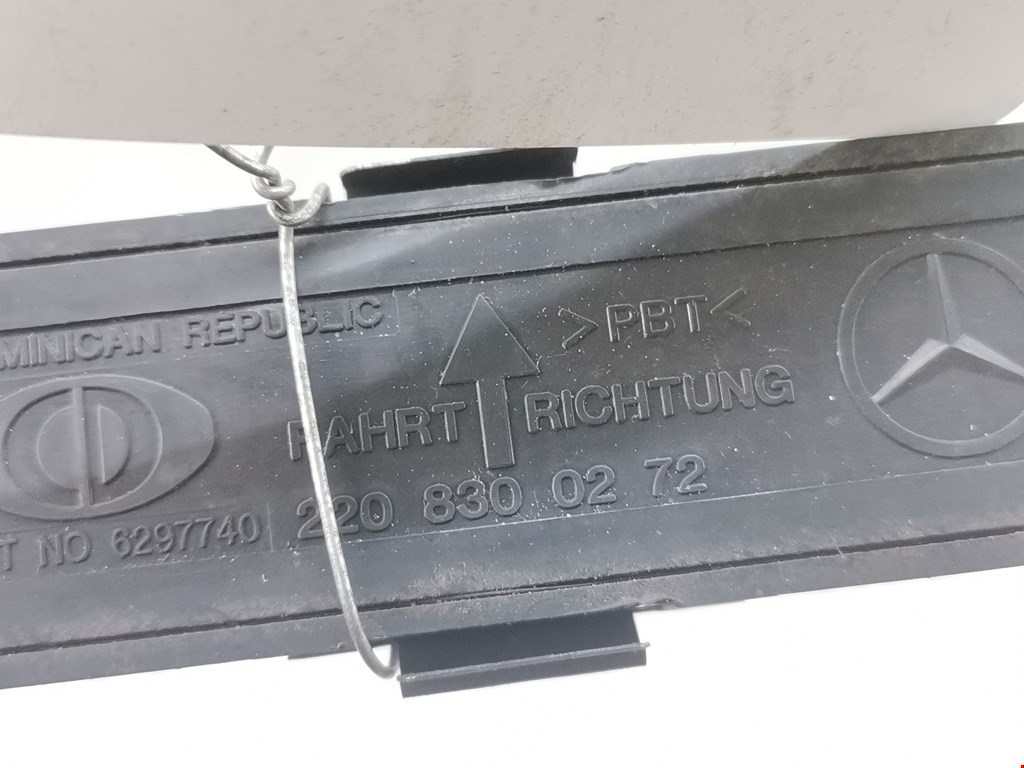 MINICAN REPUBLIC
>PBT<
FAHRT RICHTUNG
220 830 02 72
T NO 6297740